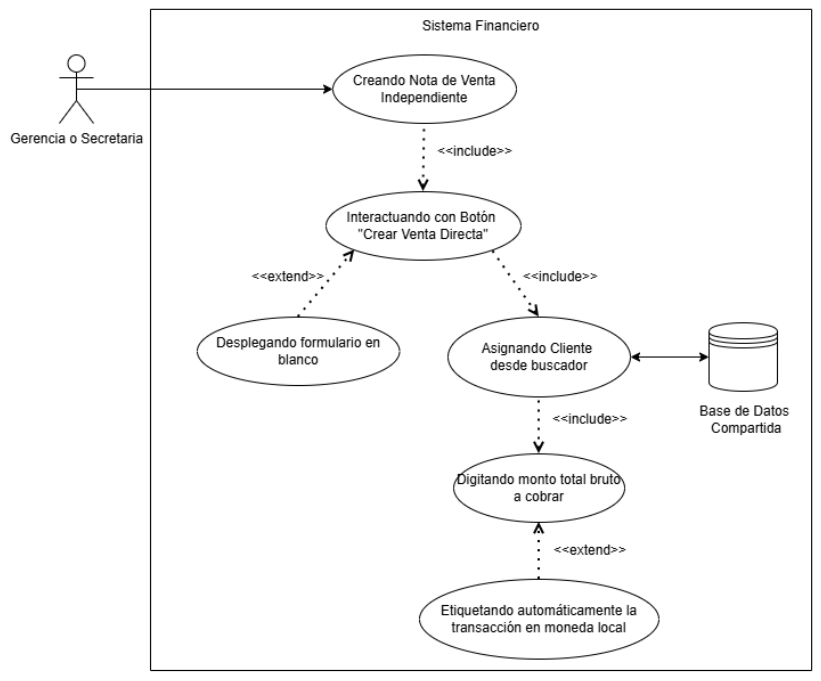 Sistema Financiero
Creando Nota de Venta
Independiente
Gerencia o Secretaria
<<include>>
Interactuando con Botón
"Crear Venta Directa"
<<extend>>
<<include>>
Desplegando formulario en
blanco
Asignando Cliente
desde buscador
Base de Datos
Compartida
<<include>>
Digitando monto total bruto
a cobrar
<<extend>>
Etiquetando automáticamente la
transacción en moneda local